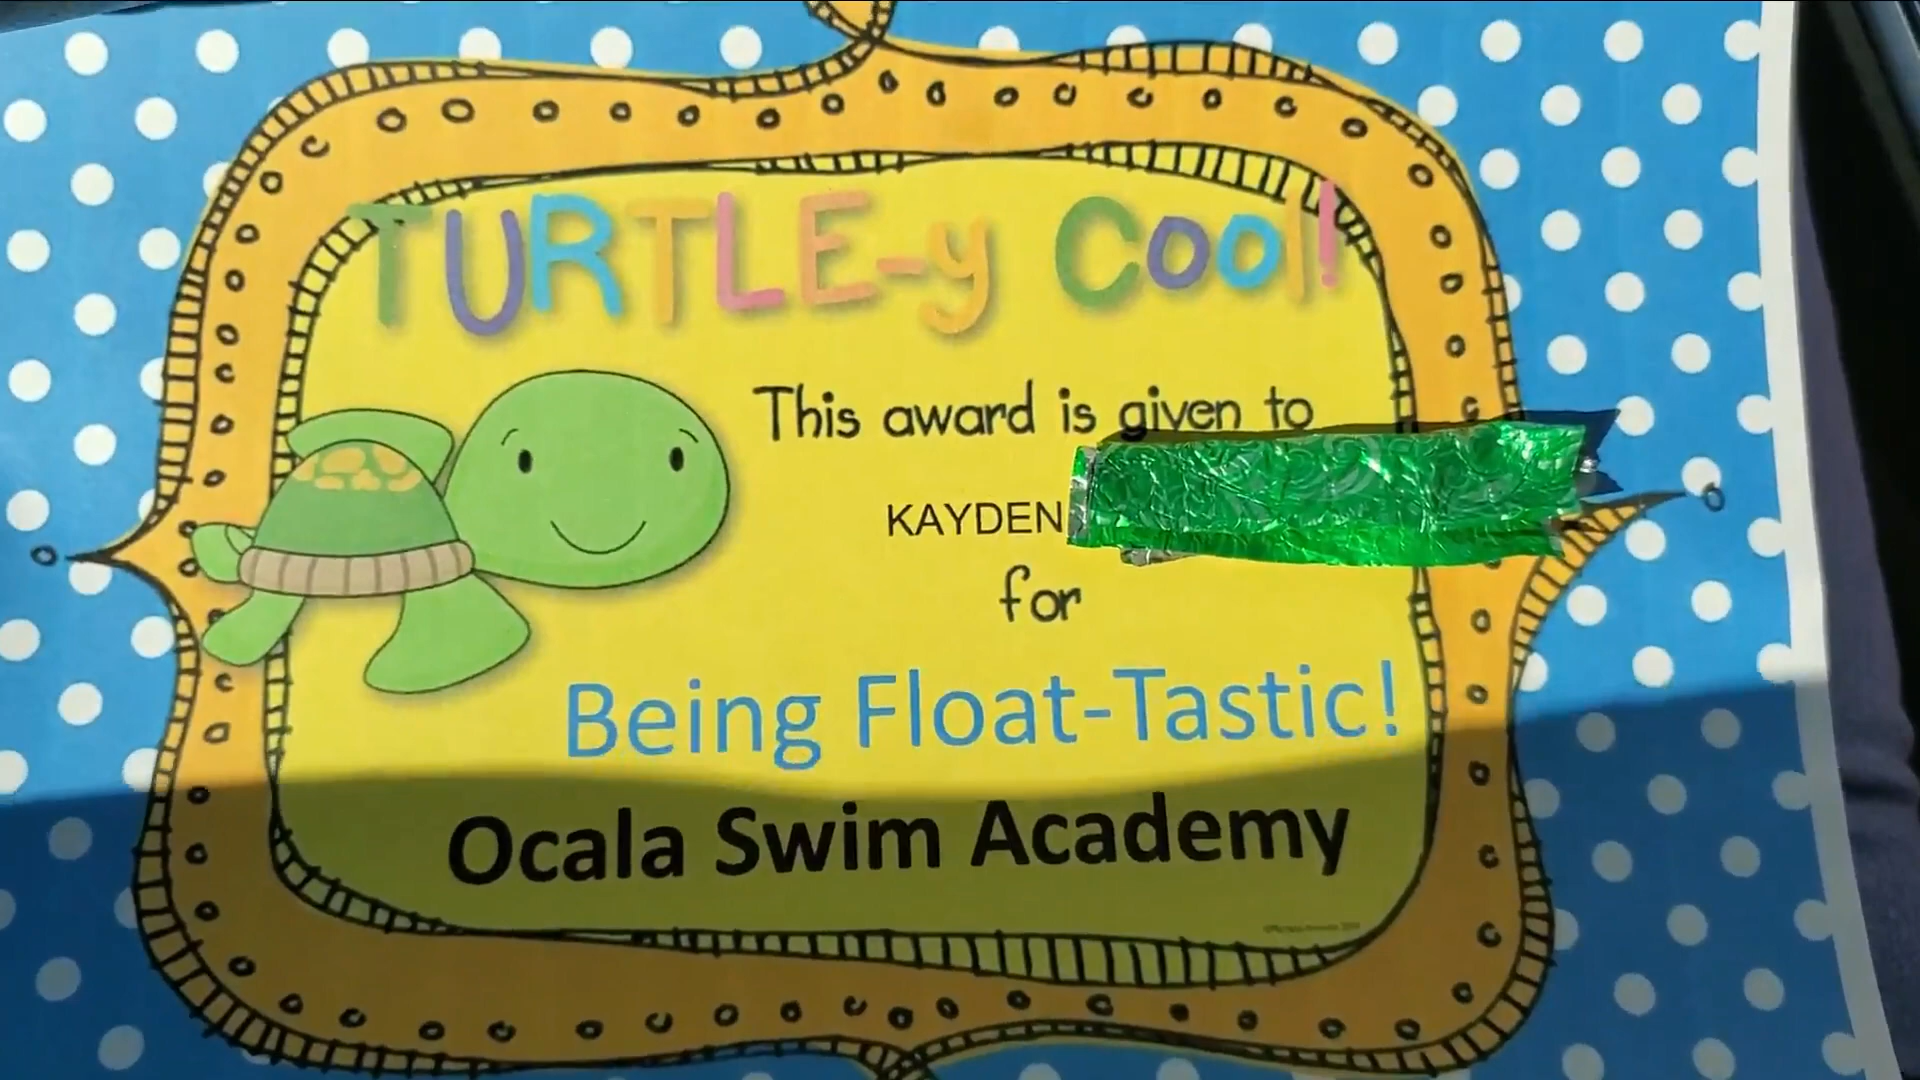 TURTLE-y Cool!
This award is given to
KAYDEN
for
Being Float-Tastic!
Ocala Swim Academy